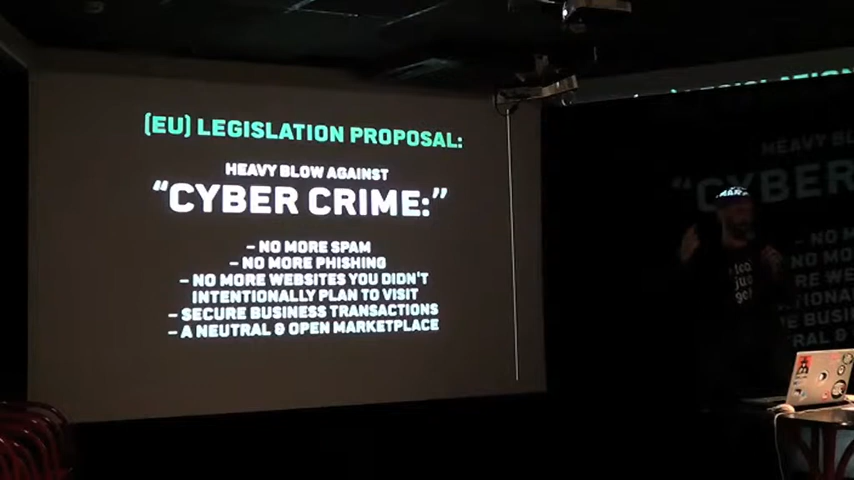 (EU) LEGISLATION PROPOSAL:
HEAVY BLOW AGAINST
“CYBER CRIME:”
– NO MORE SPAM
– NO MORE PHISHING
– NO MORE WEBSITES YOU DIDN'T
INTENTIONALLY PLAN TO VISIT
– SECURE BUSINESS TRANSACTIONS
– A NEUTRAL & OPEN MARKETPLACE